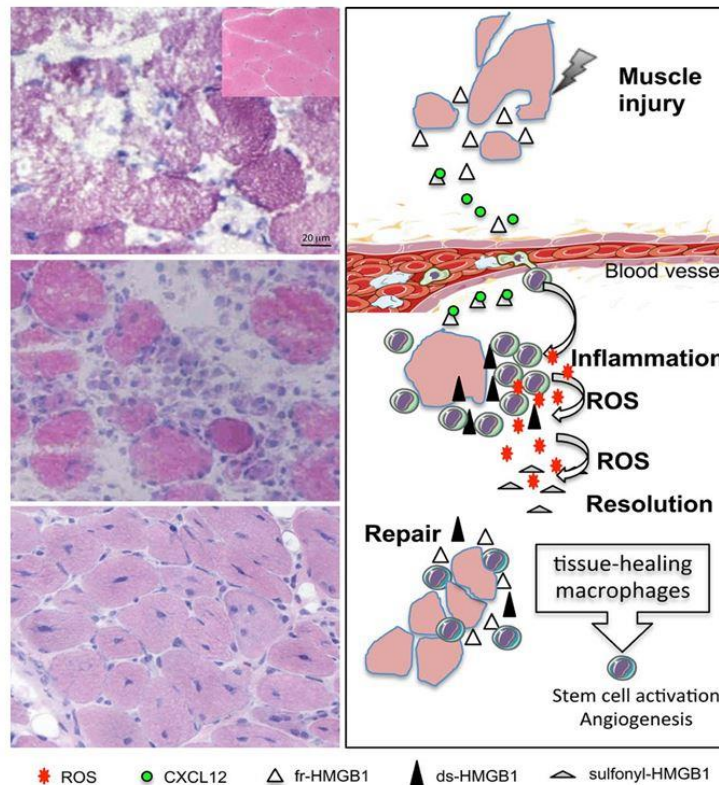 20 µm
Muscle
injury
Blood vesse
Inflammation
ROS
ROS
Resolution
Repair
tissue-healing
macrophages
Stem cell activation
Angiogenesis
ROS
CXCL12
fr-HMGB1
ds-HMGB1
sulfonyl-HMGB1